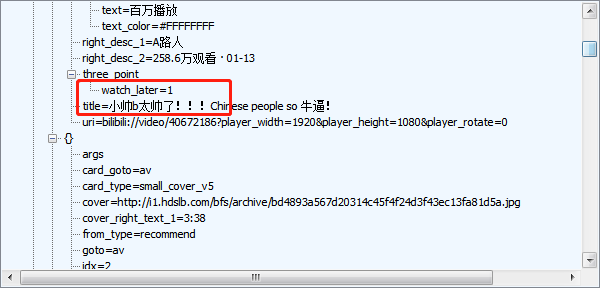 text=百万播放
text_color=#FFFFFFFF
right_desc_1=A路人
right_desc_2=258.6万观看·01-13
three_point
watch_later=1
title=小帅b太帅了！！！Chinese people so 牛逼！
uri=bilibili://video/40672186?player_width=1920&player_height=1080&player_rotate=0
{}
args
card_goto=av
card_type=small_cover_v5
cover=http://i1.hdslb.com/bfs/archive/bd4893a567d20314c45f4f24d3f43ec13fa81d5a.jpg
cover_right_text_1=3:38
from_type=recommend
goto=av
idx=2